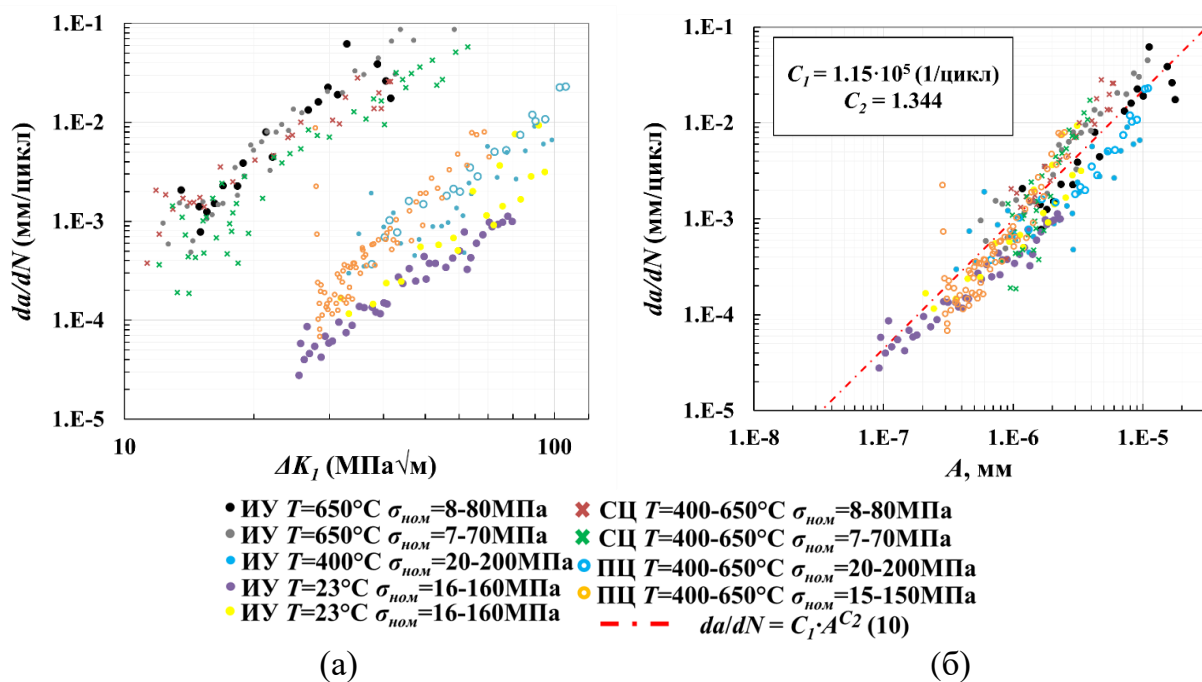 1.E-1
1.E-2
1.E-3
1.E-4
1.E-5
da/dN (мм/цикл)
10
20
100
ΔK₁ (МПа√м)
1.E-1
1.E-2
1.E-3
1.E-4
1.E-5
da/dN (мм/цикл)
C₁ = 1.15·10⁵ (1/цикл)
C₂ = 1.344
1.E-8
1.E-7
1.E-6
1.E-5
A, мм
ИУ T=650°C σном=8-80МПа
ИУ T=650°C σном=7-70МПа
ИУ T=400°C σном=20-200МПа
ИУ T=23°C σном=16-160МПа
ИУ T=23°C σном=16-160МПа
СЦ T=400-650°C σном=8-80МПа
СЦ T=400-650°C σном=7-70МПа
ПЦ T=400-650°C σном=20-200МПа
ПЦ T=400-650°C σном=15-150МПа
da/dN = C₁·A^C₂ (10)
(а)
(б)